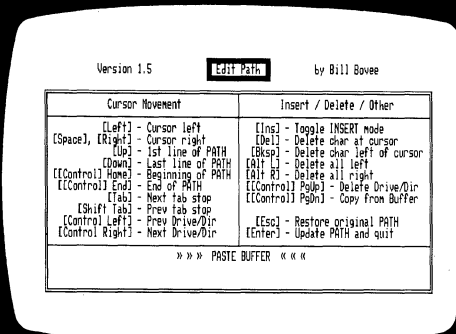 Version 1.5 Edit Path by Bill Bovee
Cursor Movement
[Left] - Cursor left
[Space], [Right] - Cursor right
[Up] - 1st line of PATH
[Down] - Last line of PATH
[[Control] Home] - Beginning of PATH
[[Control] End] - End of PATH
[Tab] - Next tab stop
[Shift Tab] - Prev tab stop
[Control Left] - Prev Drive/Dir
[Control Right] - Next Drive/Dir
Insert / Delete / Other
[Ins] - Toggle INSERT mode
[Del] - Delete char at cursor
[Bksp] - Delete char left of cursor
[Alt L] - Delete all left
[Alt R] - Delete all right
[[Control] PgUp] - Delete Drive/Dir
[[Control] PgDn] - Copy from Buffer
[Esc] - Restore original PATH
[Enter] - Update PATH and quit
» » » PASTE BUFFER « « «